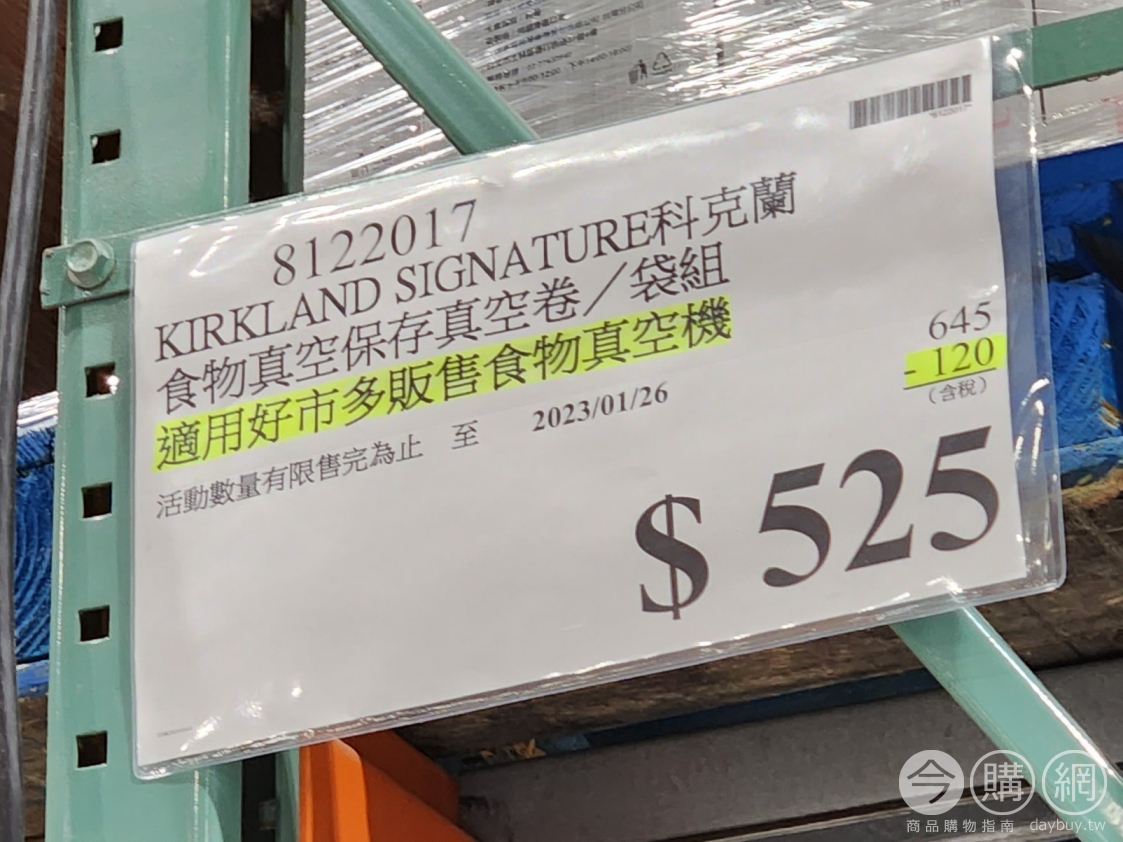 *8122017*
8122017
KIRKLAND SIGNATURE科克蘭
食物真空保存真空卷／袋組
適用好市多販售食物真空機
活動數量有限售完為止 至 2023/01/26
645
- 120
(含稅)
$ 525
今購網
商品購物指南 daybuy.tw